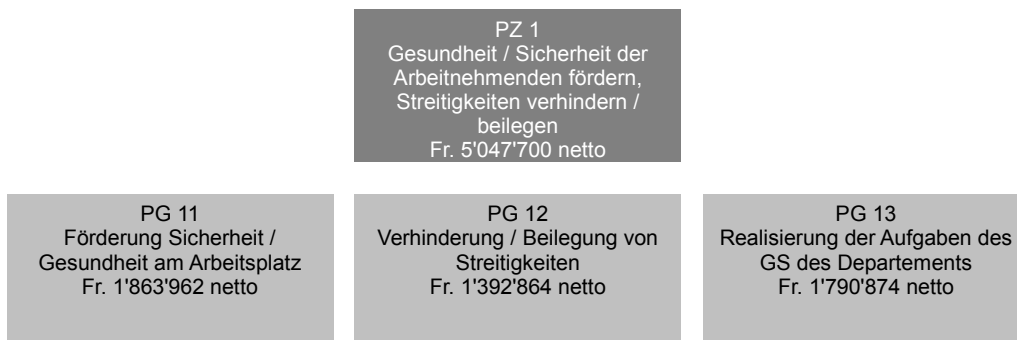 PZ 1
Gesundheit / Sicherheit der
Arbeitnehmenden fördern,
Streitigkeiten verhindern /
beilegen
Fr. 5'047'700 netto
PG 11
Förderung Sicherheit /
Gesundheit am Arbeitsplatz
Fr. 1'863'962 netto
PG 12
Verhinderung / Beilegung von
Streitigkeiten
Fr. 1'392'864 netto
PG 13
Realisierung der Aufgaben des
GS des Departements
Fr. 1'790'874 netto